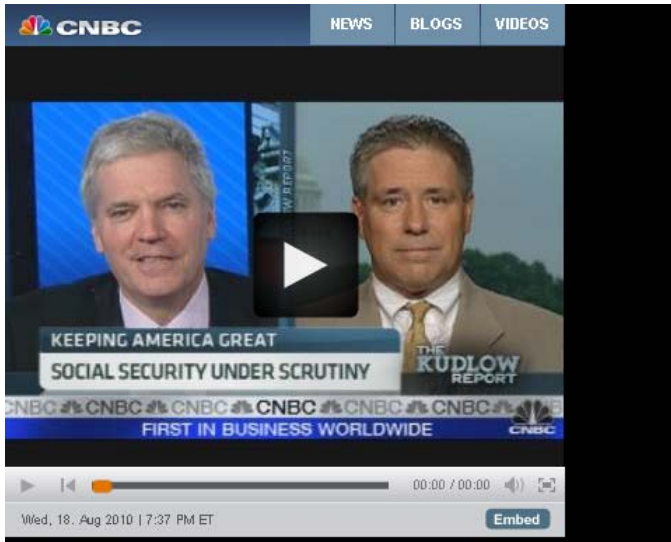 CNBC NEWS BLOGS VIDEOS
REPORT
KEEPING AMERICA GREAT
SOCIAL SECURITY UNDER SCRUTINY
THE
KUDLOW
REPORT
CNBC CNBC CNBC CNBC CNBC CNBC
FIRST IN BUSINESS WORLDWIDE CNBC
00:00 / 00:00
Wed, 18. Aug 2010 | 7:37 PM ET Embed